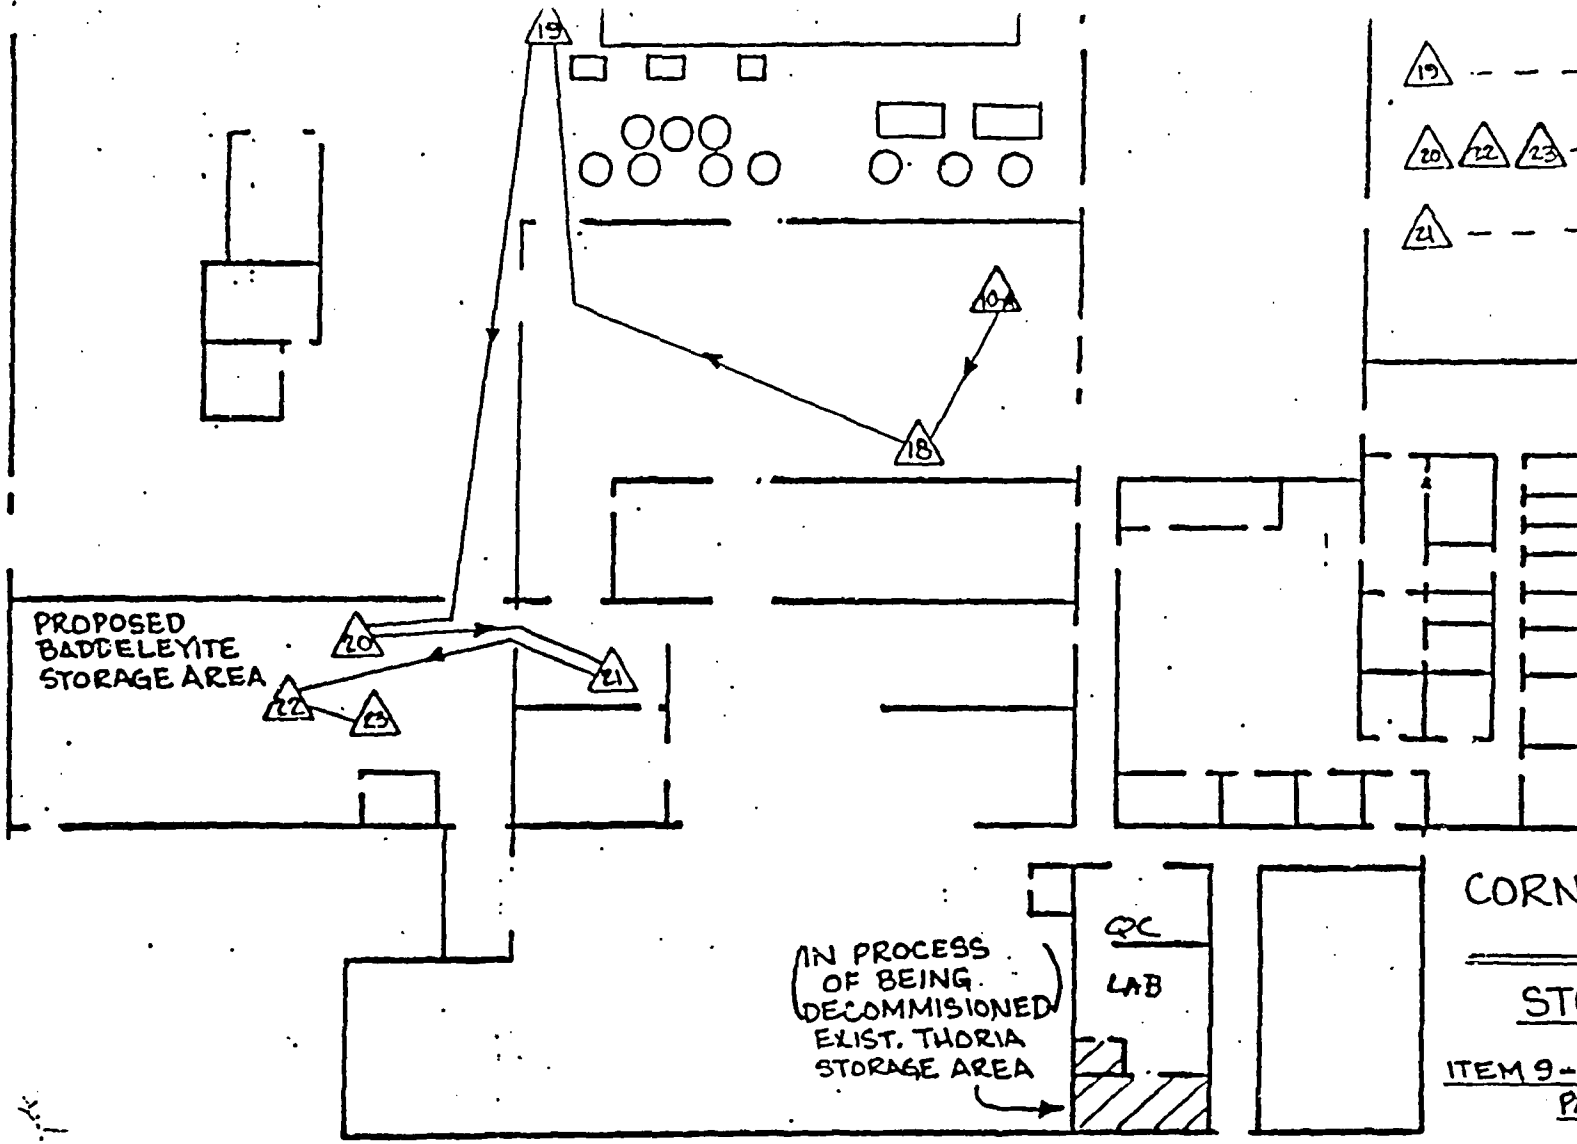 19
19
20 22 23
21
10-A
18
PROPOSED
BADDELEYITE
STORAGE AREA
20
21
22
23
CORN
QC
LAB
IN PROCESS
OF BEING
DECOMMISIONED
EXIST. THORIA
STORAGE AREA
ITEM 9-